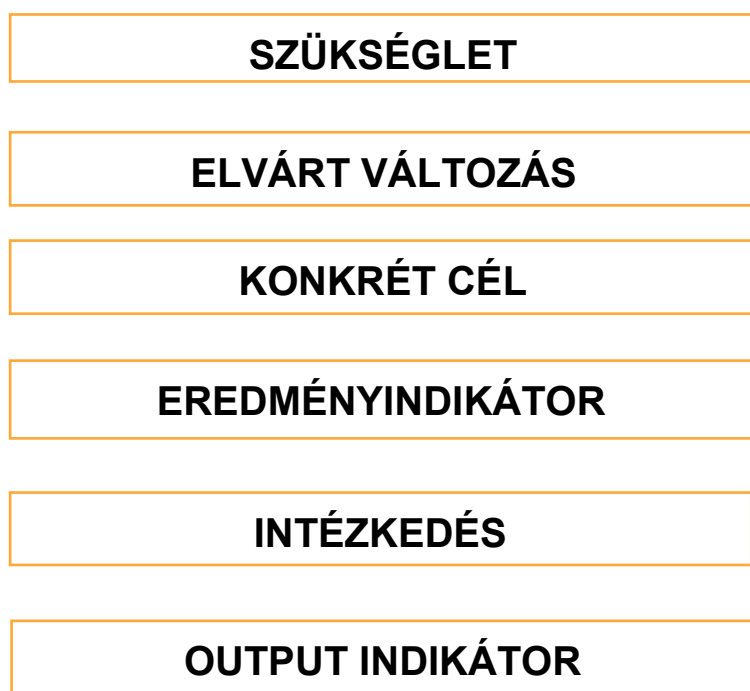 SZÜKSÉGLET
ELVÁRT VÁLTOZÁS
KONKRÉT CÉL
EREDMÉNYINDIKÁTOR
INTÉZKEDÉS
OUTPUT INDIKÁTOR